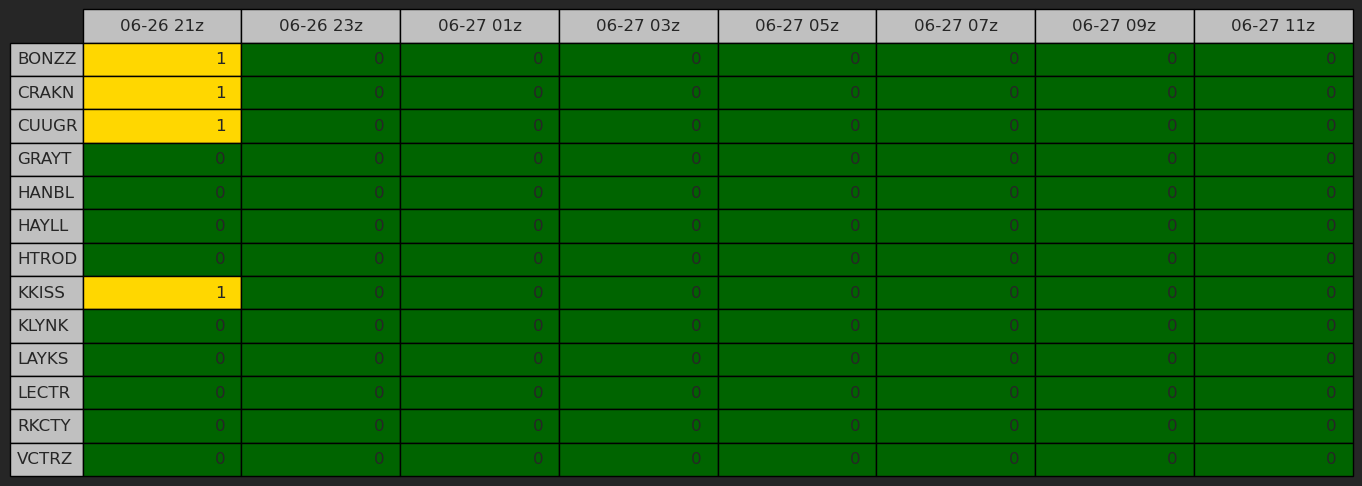 06-26 21z 06-26 23z 06-27 01z 06-27 03z 06-27 05z 06-27 07z 06-27 09z 06-27 11z
BONZZ 1 0 0 0 0 0 0 0
CRAKN 1 0 0 0 0 0 0 0
CUUGR 1 0 0 0 0 0 0 0
GRAYT 0 0 0 0 0 0 0 0
HANBL 0 0 0 0 0 0 0 0
HAYLL 0 0 0 0 0 0 0 0
HTROD 0 0 0 0 0 0 0 0
KKISS 1 0 0 0 0 0 0 0
KLYNK 0 0 0 0 0 0 0 0
LAYKS 0 0 0 0 0 0 0 0
LECTR 0 0 0 0 0 0 0 0
RKCTY 0 0 0 0 0 0 0 0
VCTRZ 0 0 0 0 0 0 0 0